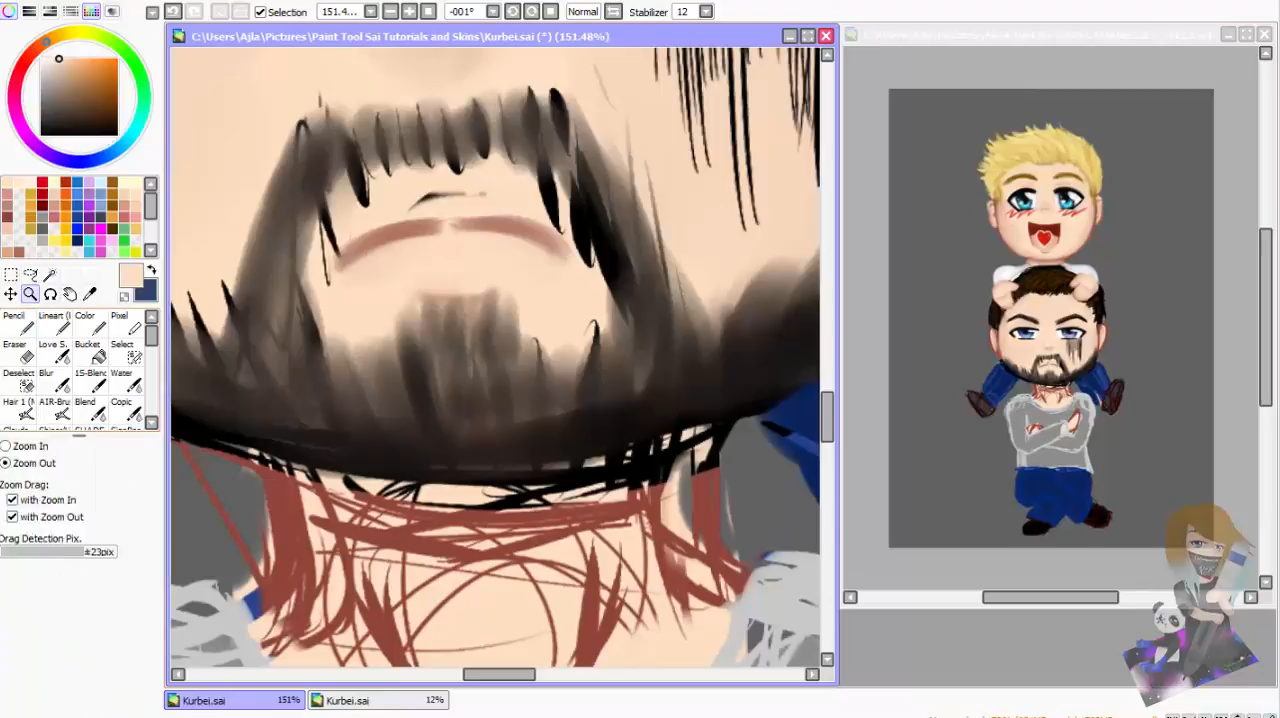 Selection
151.4...
-001°
Normal
Stabilizer
12
C:\Users\Ajla\Pictures\Paint Tool Sai Tutorials and Skins\Kurbei.sai (*) (151.48%)
Pencil
Lineart (
Color
Pixel
Eraser
Love S.
Bucket
Select
Deselect
Blur
15-Blenc
Water
Hair 1 (M
AIR-Bru
Blend
Copic
Zoom In
Zoom Out
Zoom Drag:
with Zoom In
with Zoom Out
Drag Detection Pix.
±23pix
Kurbei.sai
151%
Kurbei.sai
12%